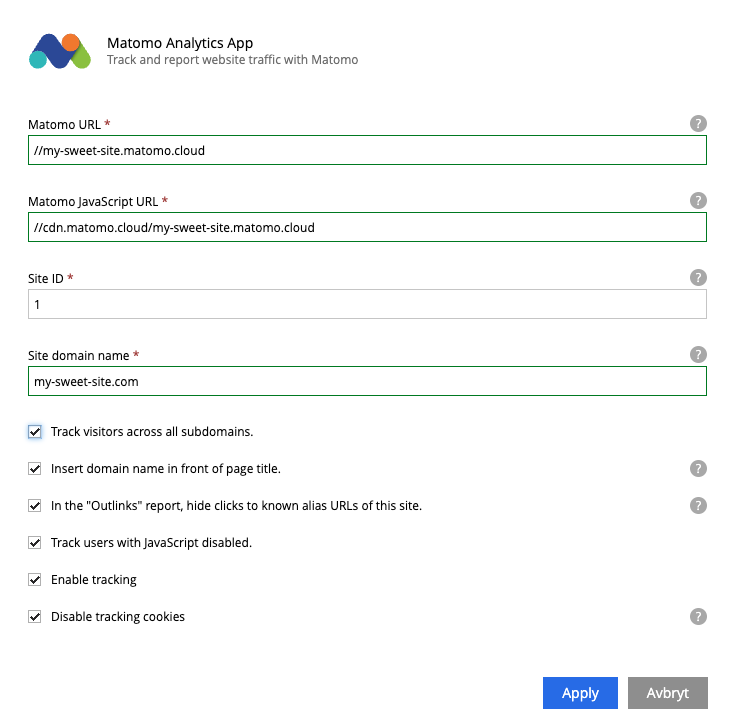 Matomo Analytics App
Track and report website traffic with Matomo
Matomo URL *
?
//my-sweet-site.matomo.cloud
Matomo JavaScript URL *
?
//cdn.matomo.cloud/my-sweet-site.matomo.cloud
Site ID *
?
1
Site domain name *
?
my-sweet-site.com
Track visitors across all subdomains.
Insert domain name in front of page title.
?
In the "Outlinks" report, hide clicks to known alias URLs of this site.
?
Track users with JavaScript disabled.
Enable tracking
Disable tracking cookies
?
Apply
Avbryt